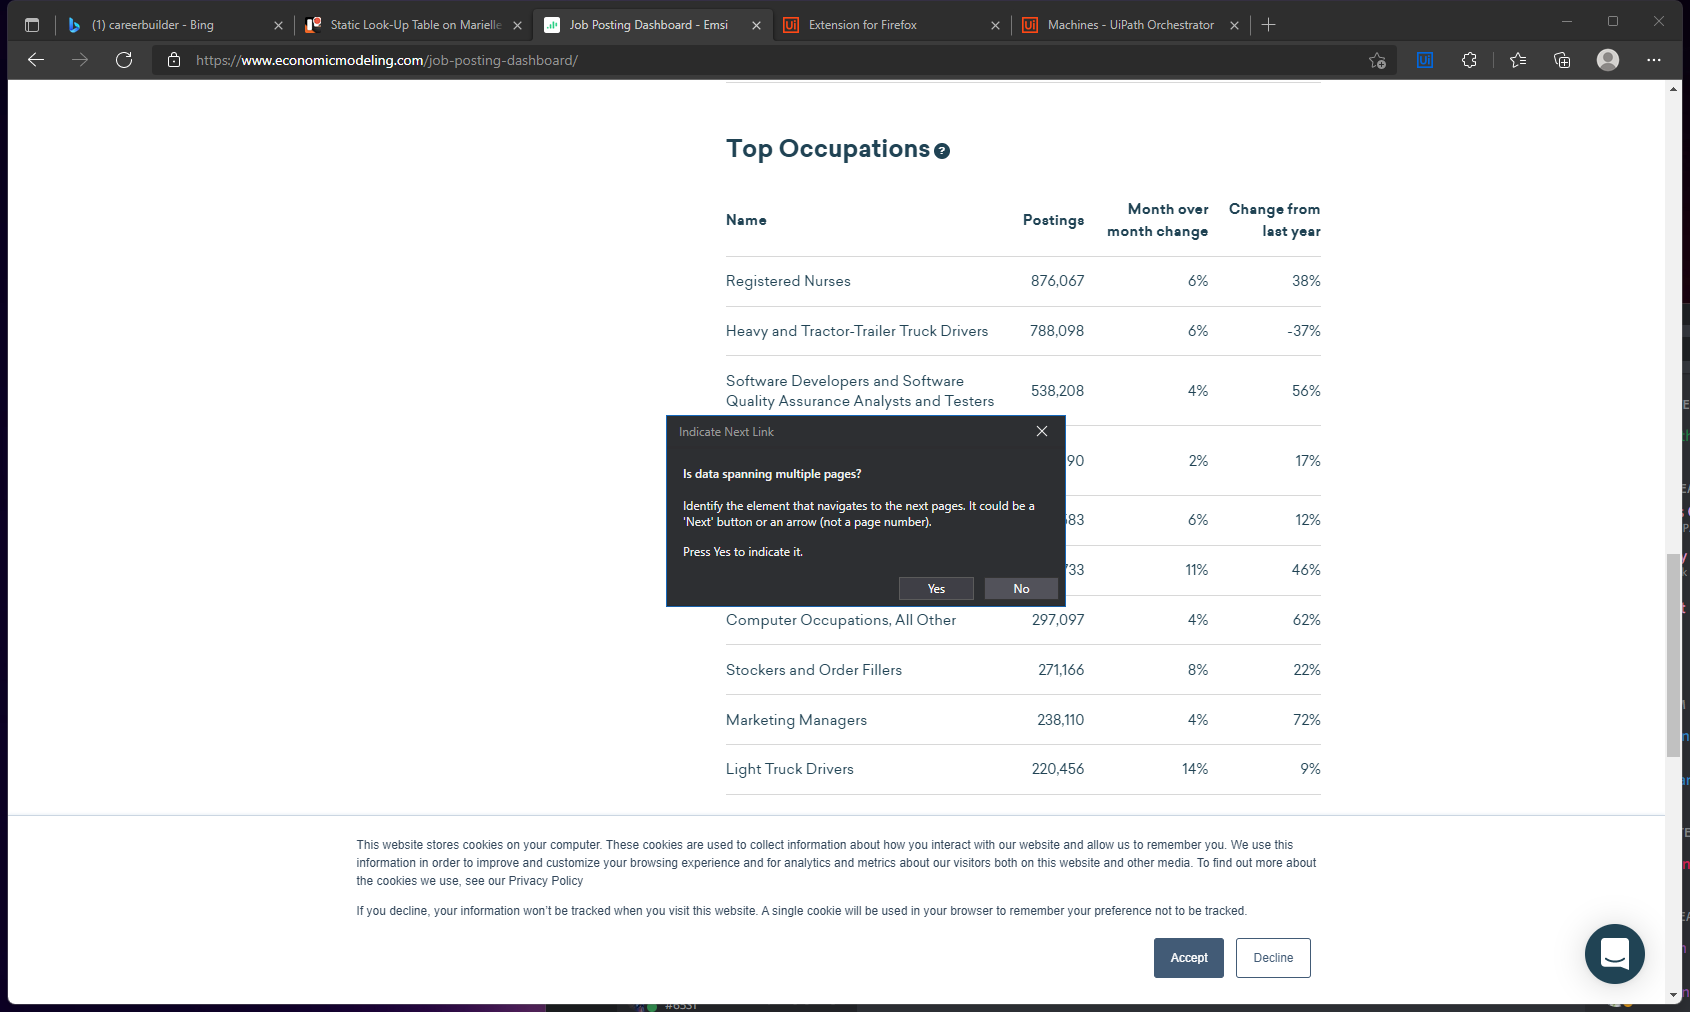 (1) careerbuilder - Bing
Static Look-Up Table on Marielle
Job Posting Dashboard - Emsi
Extension for Firefox
Machines - UiPath Orchestrator
https://www.economicmodeling.com/job-posting-dashboard/
Top Occupations ?
Name Postings Month over month change Change from last year
Registered Nurses 876,067 6% 38%
Heavy and Tractor-Trailer Truck Drivers 788,098 6% -37%
Software Developers and Software
Quality Assurance Analysts and Testers 538,208 4% 56%
Indicate Next Link
Is data spanning multiple pages?
Identify the element that navigates to the next pages. It could be a
'Next' button or an arrow (not a page number).
Press Yes to indicate it.
Yes No
90 2% 17%
583 6% 12%
733 11% 46%
Computer Occupations, All Other 297,097 4% 62%
Stockers and Order Fillers 271,166 8% 22%
Marketing Managers 238,110 4% 72%
Light Truck Drivers 220,456 14% 9%
This website stores cookies on your computer. These cookies are used to collect information about how you interact with our website and allow us to remember you. We use this
information in order to improve and customize your browsing experience and for analytics and metrics about our visitors both on this website and other media. To find out more about
the cookies we use, see our Privacy Policy
If you decline, your information won't be tracked when you visit this website. A single cookie will be used in your browser to remember your preference not to be tracked.
Accept Decline